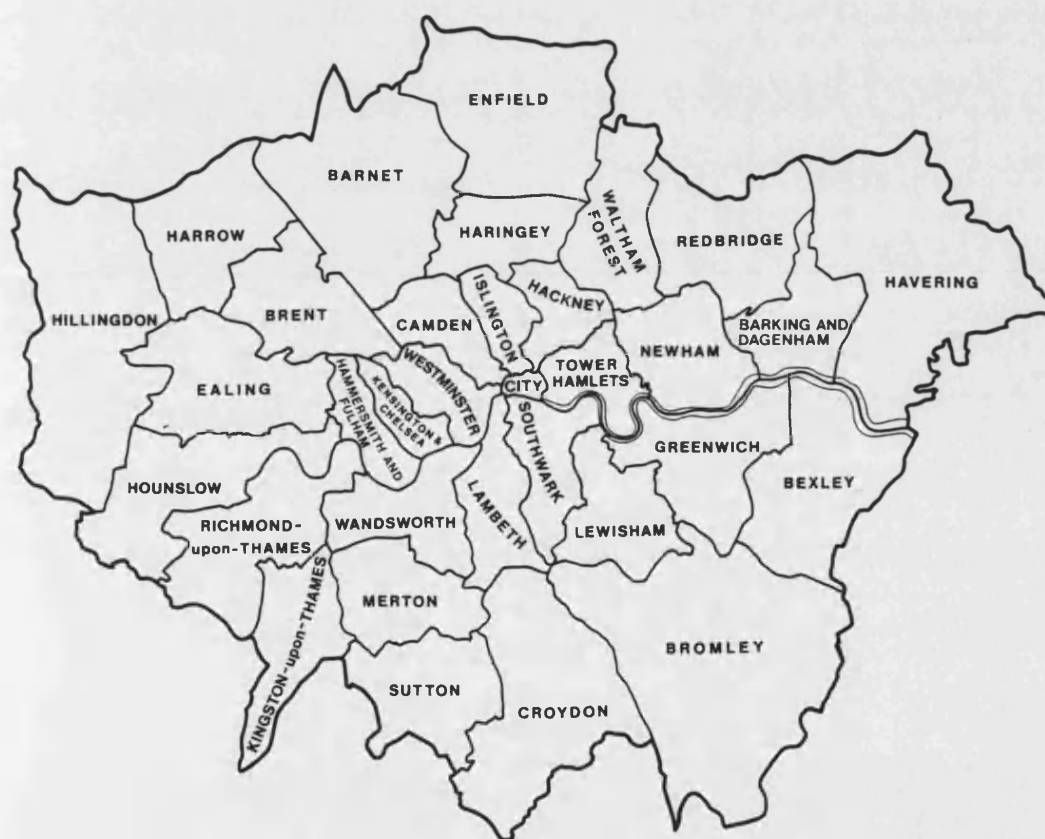 ENFIELD
BARNET
HARROW
HARINGEY
WALTHAM
FOREST
REDBRIDGE
HAVERING
HILLINGDON
BRENT
CAMDEN
ISLINGTON
HACKNEY
NEWHAM
BARKING AND
DAGENHAM
EALING
HAMMERSMITH AND
FULHAM
KENSINGTON &
CHELSEA
WESTMINSTER
CITY
TOWER
HAMLETS
SOUTHWARK
GREENWICH
BEXLEY
HOUNSLOW
RICHMOND-
upon-THAMES
WANDSWORTH
LAMBETH
LEWISHAM
KINGSTON-upon-THAMES
MERTON
BROMLEY
SUTTON
CROYDON